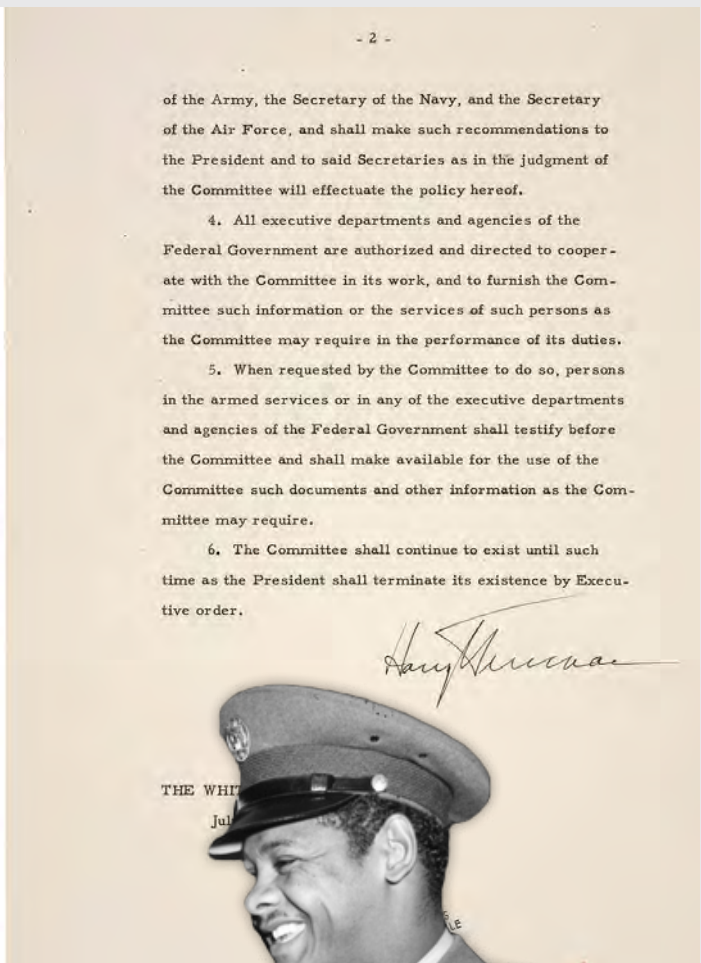 - 2 -
of the Army, the Secretary of the Navy, and the Secretary
of the Air Force, and shall make such recommendations to
the President and to said Secretaries as in the judgment of
the Committee will effectuate the policy hereof.
4. All executive departments and agencies of the
Federal Government are authorized and directed to cooper-
ate with the Committee in its work, and to furnish the Com-
mittee such information or the services of such persons as
the Committee may require in the performance of its duties.
5. When requested by the Committee to do so, persons
in the armed services or in any of the executive departments
and agencies of the Federal Government shall testify before
the Committee and shall make available for the use of the
Committee such documents and other information as the Com-
mittee may require.
6. The Committee shall continue to exist until such
time as the President shall terminate its existence by Execu-
tive order.
Harry Truman
THE WHI
Jul